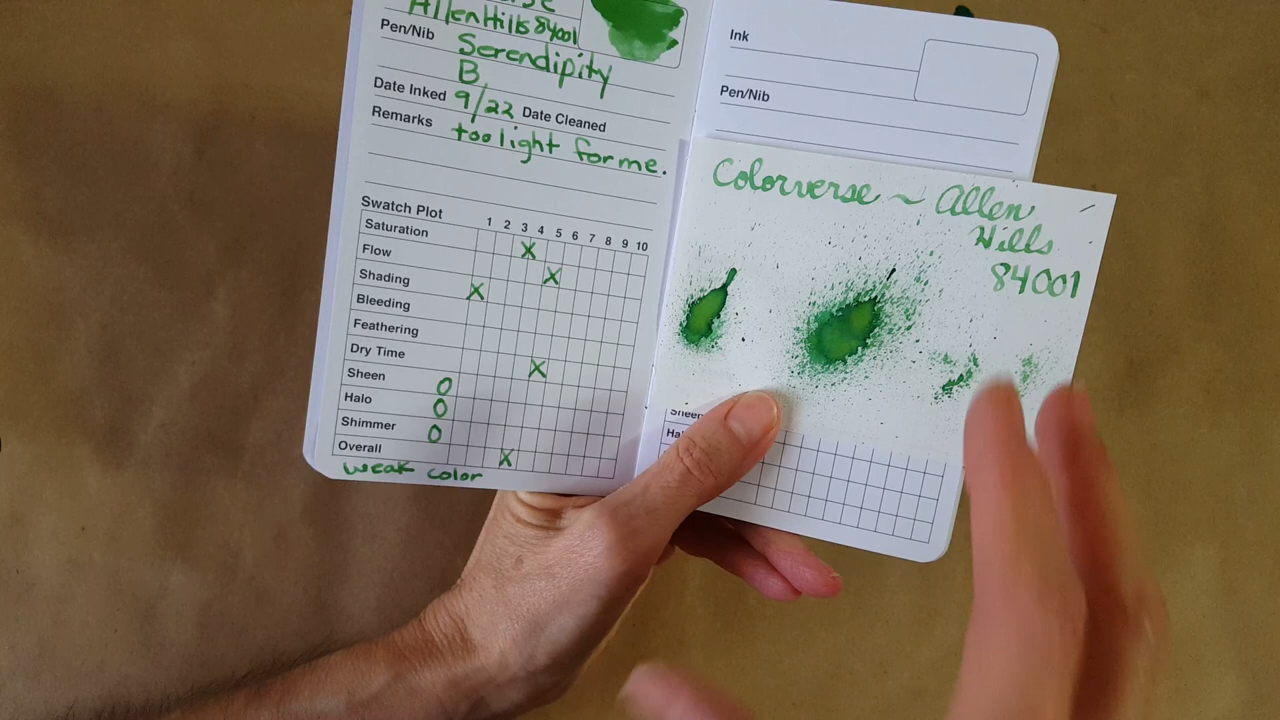 Allen Hills 84001
Pen/Nib Serendipity
B
Date Inked 9/22 Date Cleaned
Remarks too light for me.
Swatch Plot 1 2 3 4 5 6 7 8 9 10
Saturation
Flow X
Shading X
Bleeding X
Feathering
Dry Time X
Sheen 0
Halo 0
Shimmer 0
Overall X
weak color
Ink
Pen/Nib
Colorverse ~ Allen
Hills
84001